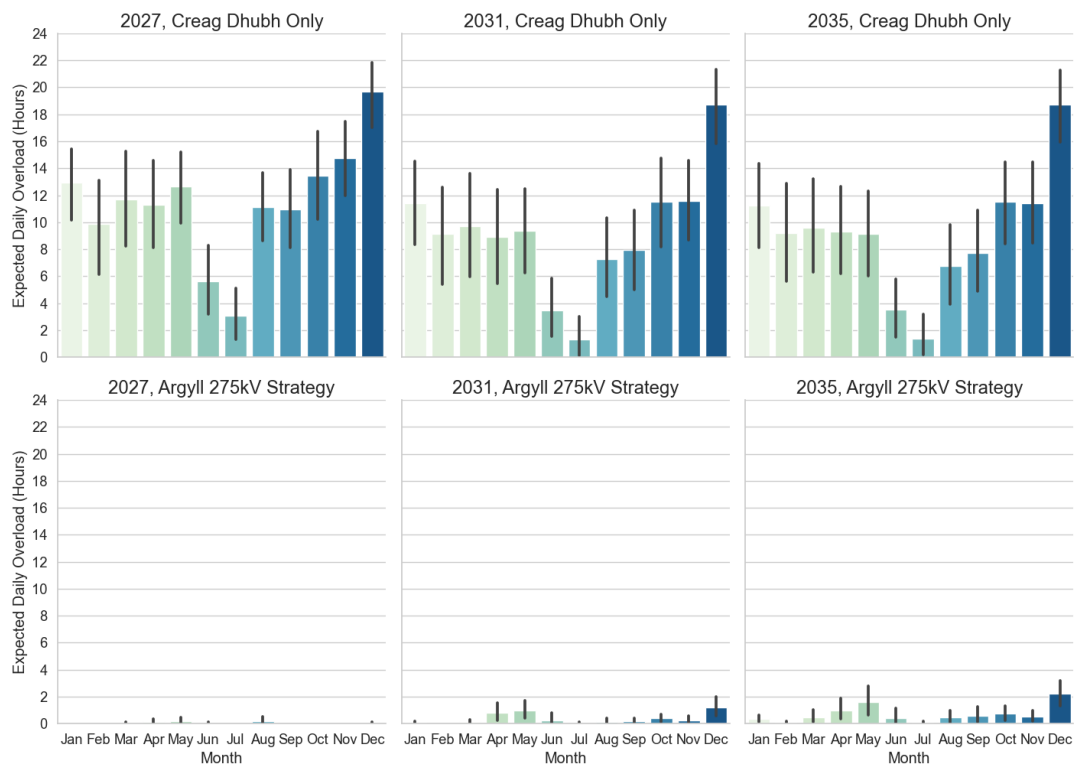 2027, Creag Dhubh Only
2031, Creag Dhubh Only
2035, Creag Dhubh Only
Expected Daily Overload (Hours)
24
22
20
18
16
14
12
10
8
6
4
2
0
2027, Argyll 275kV Strategy
2031, Argyll 275kV Strategy
2035, Argyll 275kV Strategy
Expected Daily Overload (Hours)
24
22
20
18
16
14
12
10
8
6
4
2
0
Jan Feb Mar Apr May Jun Jul Aug Sep Oct Nov Dec
Jan Feb Mar Apr May Jun Jul Aug Sep Oct Nov Dec
Jan Feb Mar Apr May Jun Jul Aug Sep Oct Nov Dec
Month
Month
Month